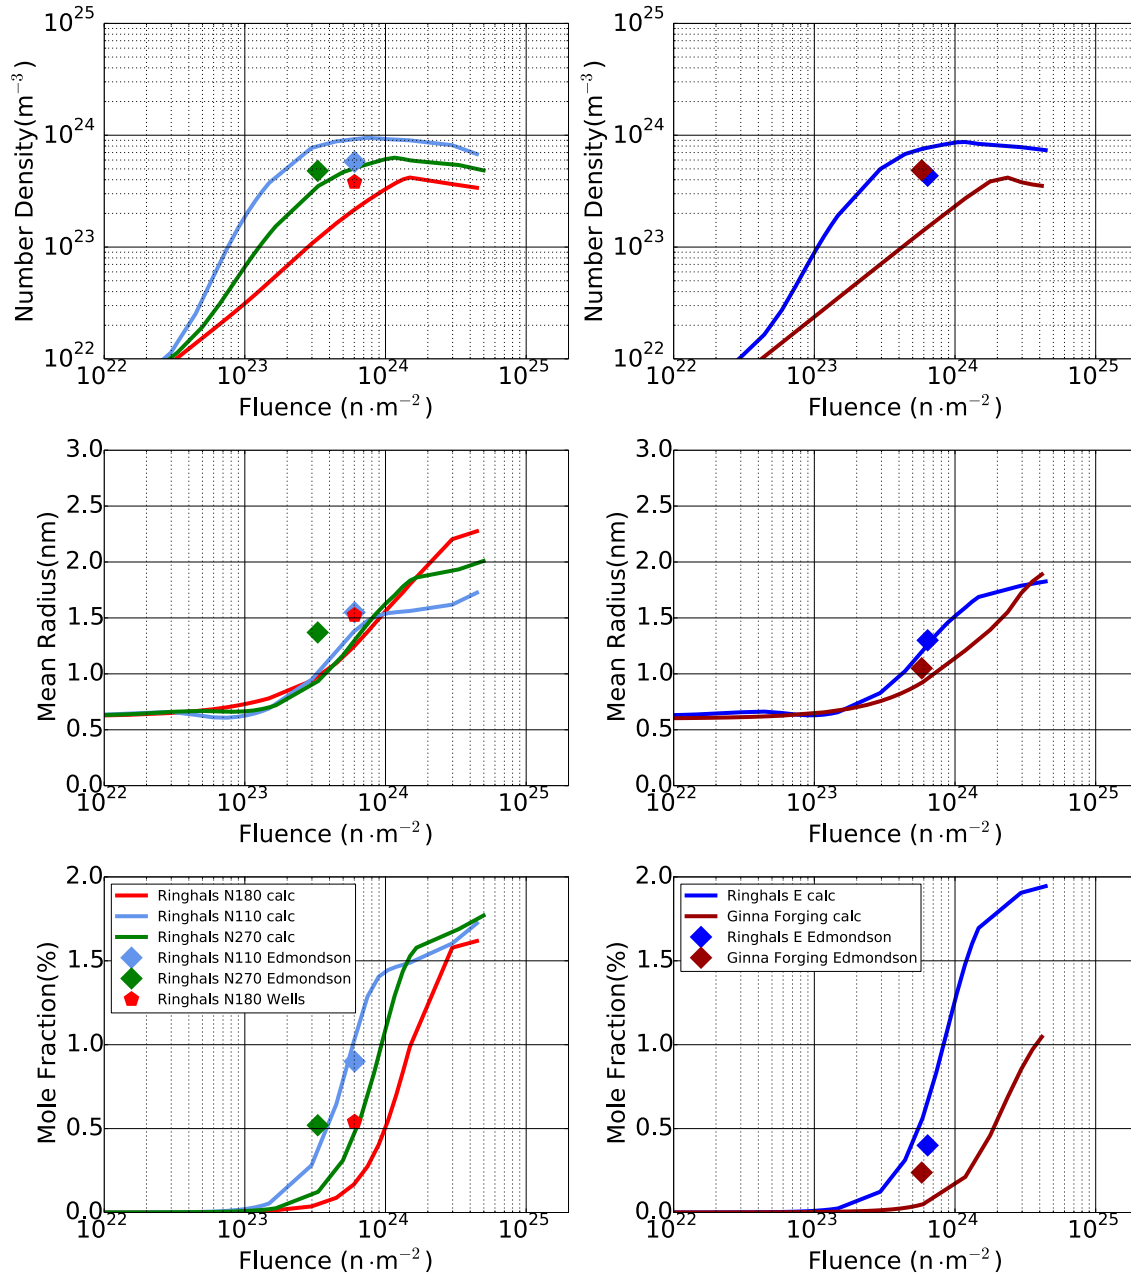 10^25
10^24
10^23
10^22
Number Density(m^−3)
10^22 10^23 10^24 10^25
Fluence (n·m^−2)
10^25
10^24
10^23
10^22
Number Density(m^−3)
10^22 10^23 10^24 10^25
Fluence (n·m^−2)
3.0
2.5
2.0
1.5
1.0
0.5
0.0
Mean Radius(nm)
10^22 10^23 10^24 10^25
Fluence (n·m^−2)
3.0
2.5
2.0
1.5
1.0
0.5
0.0
Mean Radius(nm)
10^22 10^23 10^24 10^25
Fluence (n·m^−2)
2.0
1.5
1.0
0.5
0.0
Mole Fraction(%)
Ringhals N180 calc
Ringhals N110 calc
Ringhals N270 calc
Ringhals N110 Edmondson
Ringhals N270 Edmondson
Ringhals N180 Wells
10^22 10^23 10^24 10^25
Fluence (n·m^−2)
2.0
1.5
1.0
0.5
0.0
Mole Fraction(%)
Ringhals E calc
Ginna Forging calc
Ringhals E Edmondson
Ginna Forging Edmondson
10^22 10^23 10^24 10^25
Fluence (n·m^−2)